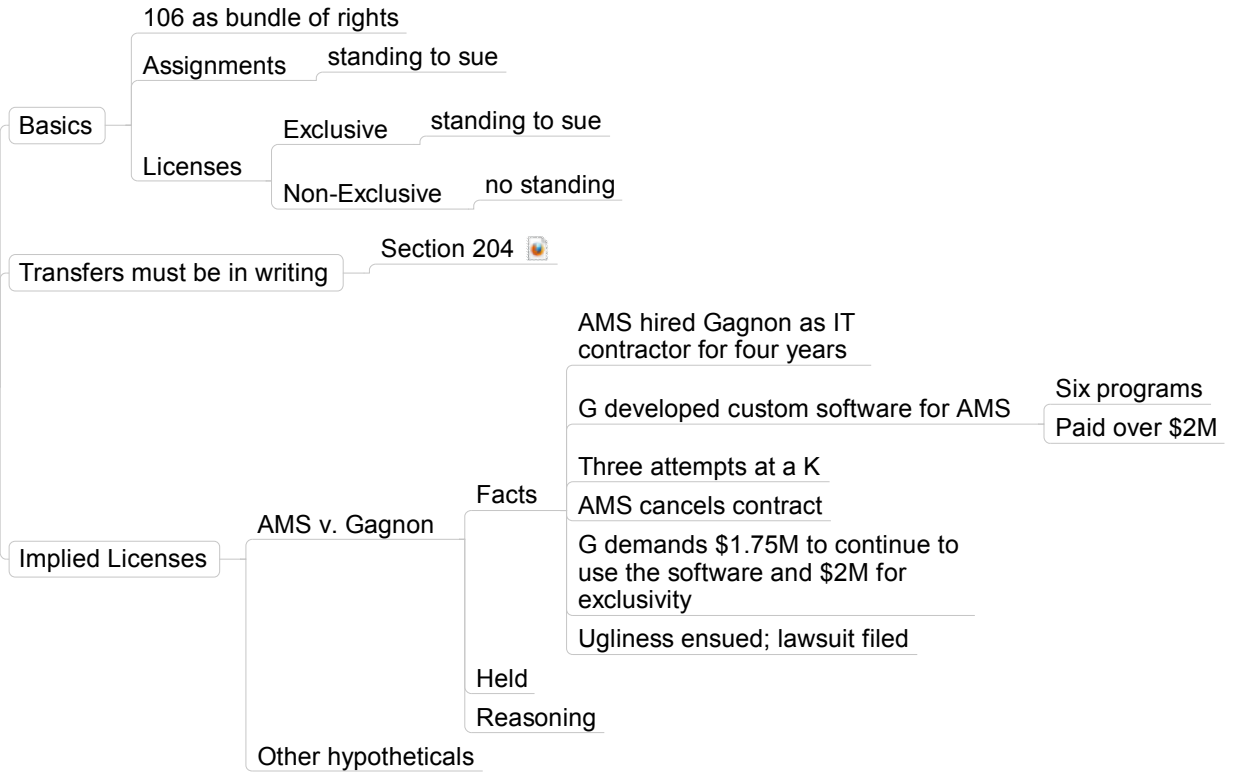 106 as bundle of rights
Assignments
standing to sue
Basics
Licenses
Exclusive
standing to sue
Non-Exclusive
no standing
Transfers must be in writing
Section 204
Implied Licenses
AMS v. Gagnon
Facts
AMS hired Gagnon as IT
contractor for four years
G developed custom software for AMS
Six programs
Paid over $2M
Three attempts at a K
AMS cancels contract
G demands $1.75M to continue to
use the software and $2M for
exclusivity
Ugliness ensued; lawsuit filed
Held
Reasoning
Other hypotheticals